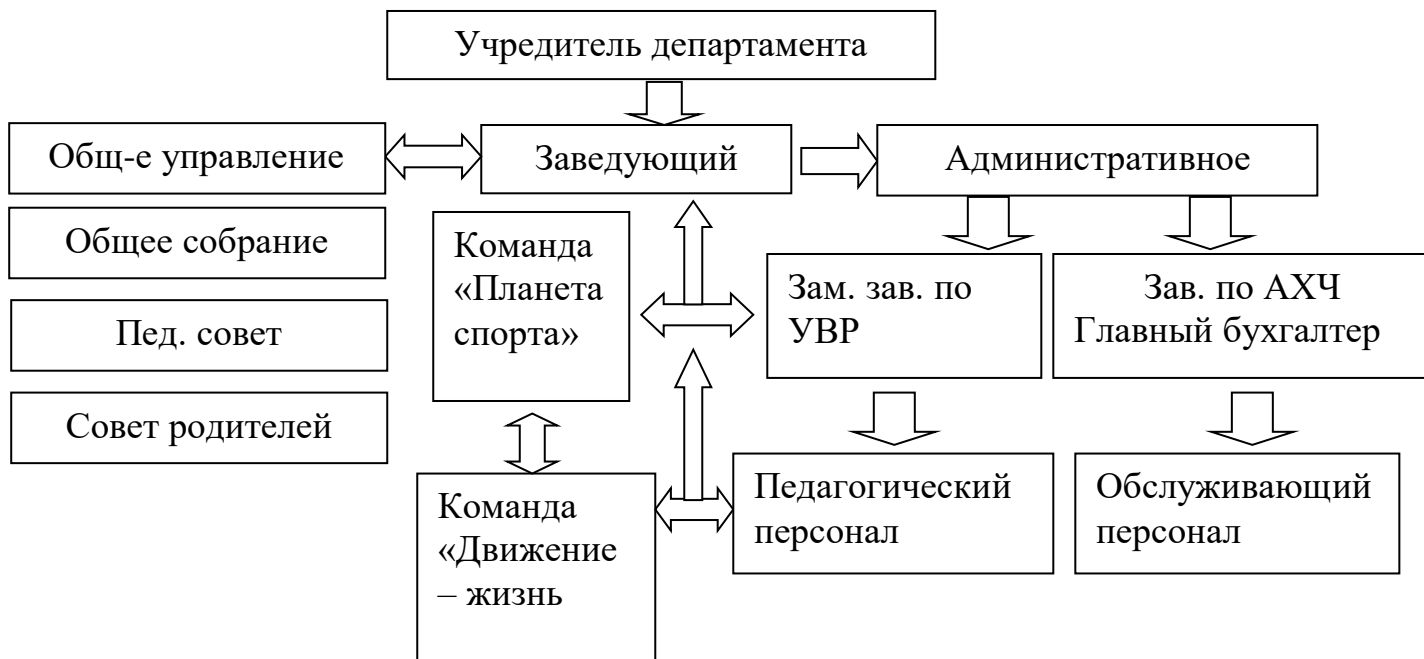 Учредитель департамента
Общ-е управление
Заведующий
Административное
Общее собрание
Команда
«Планета
спорта»
Зам. зав. по
УВР
Зав. по АХЧ
Главный бухгалтер
Пед. совет
Совет родителей
Команда
«Движение
– жизнь
Педагогический
персонал
Обслуживающий
персонал